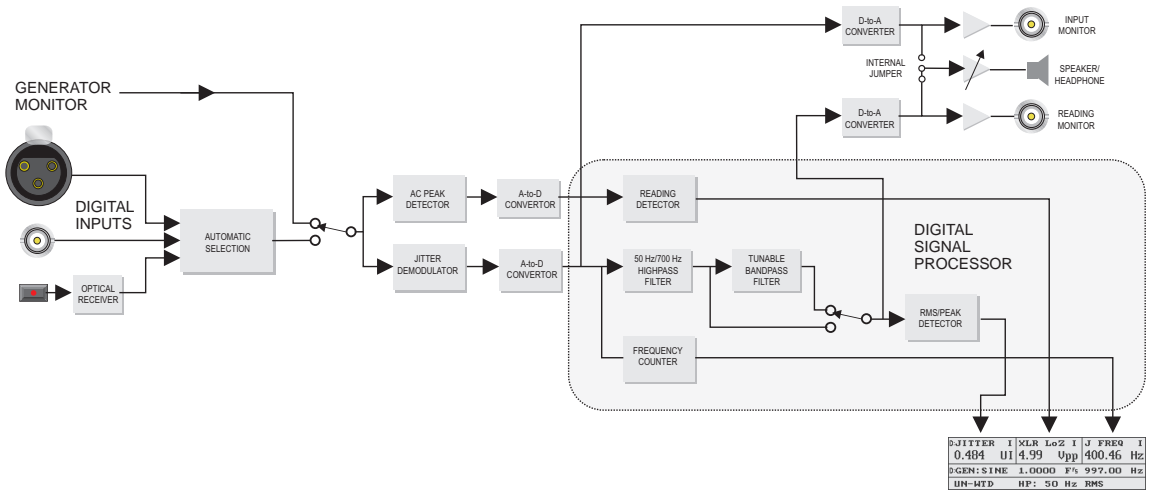 D-to-A
CONVERTER
INPUT
MONITOR
INTERNAL
JUMPER
SPEAKER/
HEADPHONE
GENERATOR
MONITOR
D-to-A
CONVERTER
READING
MONITOR
DIGITAL
INPUTS
AUTOMATIC
SELECTION
OPTICAL
RECEIVER
AC PEAK
DETECTOR
A-to-D
CONVERTOR
READING
DETECTOR
JITTER
DEMODULATOR
A-to-D
CONVERTOR
50 Hz/700 Hz
HIGHPASS
FILTER
TUNABLE
BANDPASS
FILTER
DIGITAL
SIGNAL
PROCESSOR
RMS/PEAK
DETECTOR
FREQUENCY
COUNTER
JITTER I XLR LoZ I J FREQ I
0.484 UI 4.99 Vpp 400.46 Hz
GEN:SINE 1.0000 Fs 997.00 Hz
UN-WTD HP: 50 Hz RMS